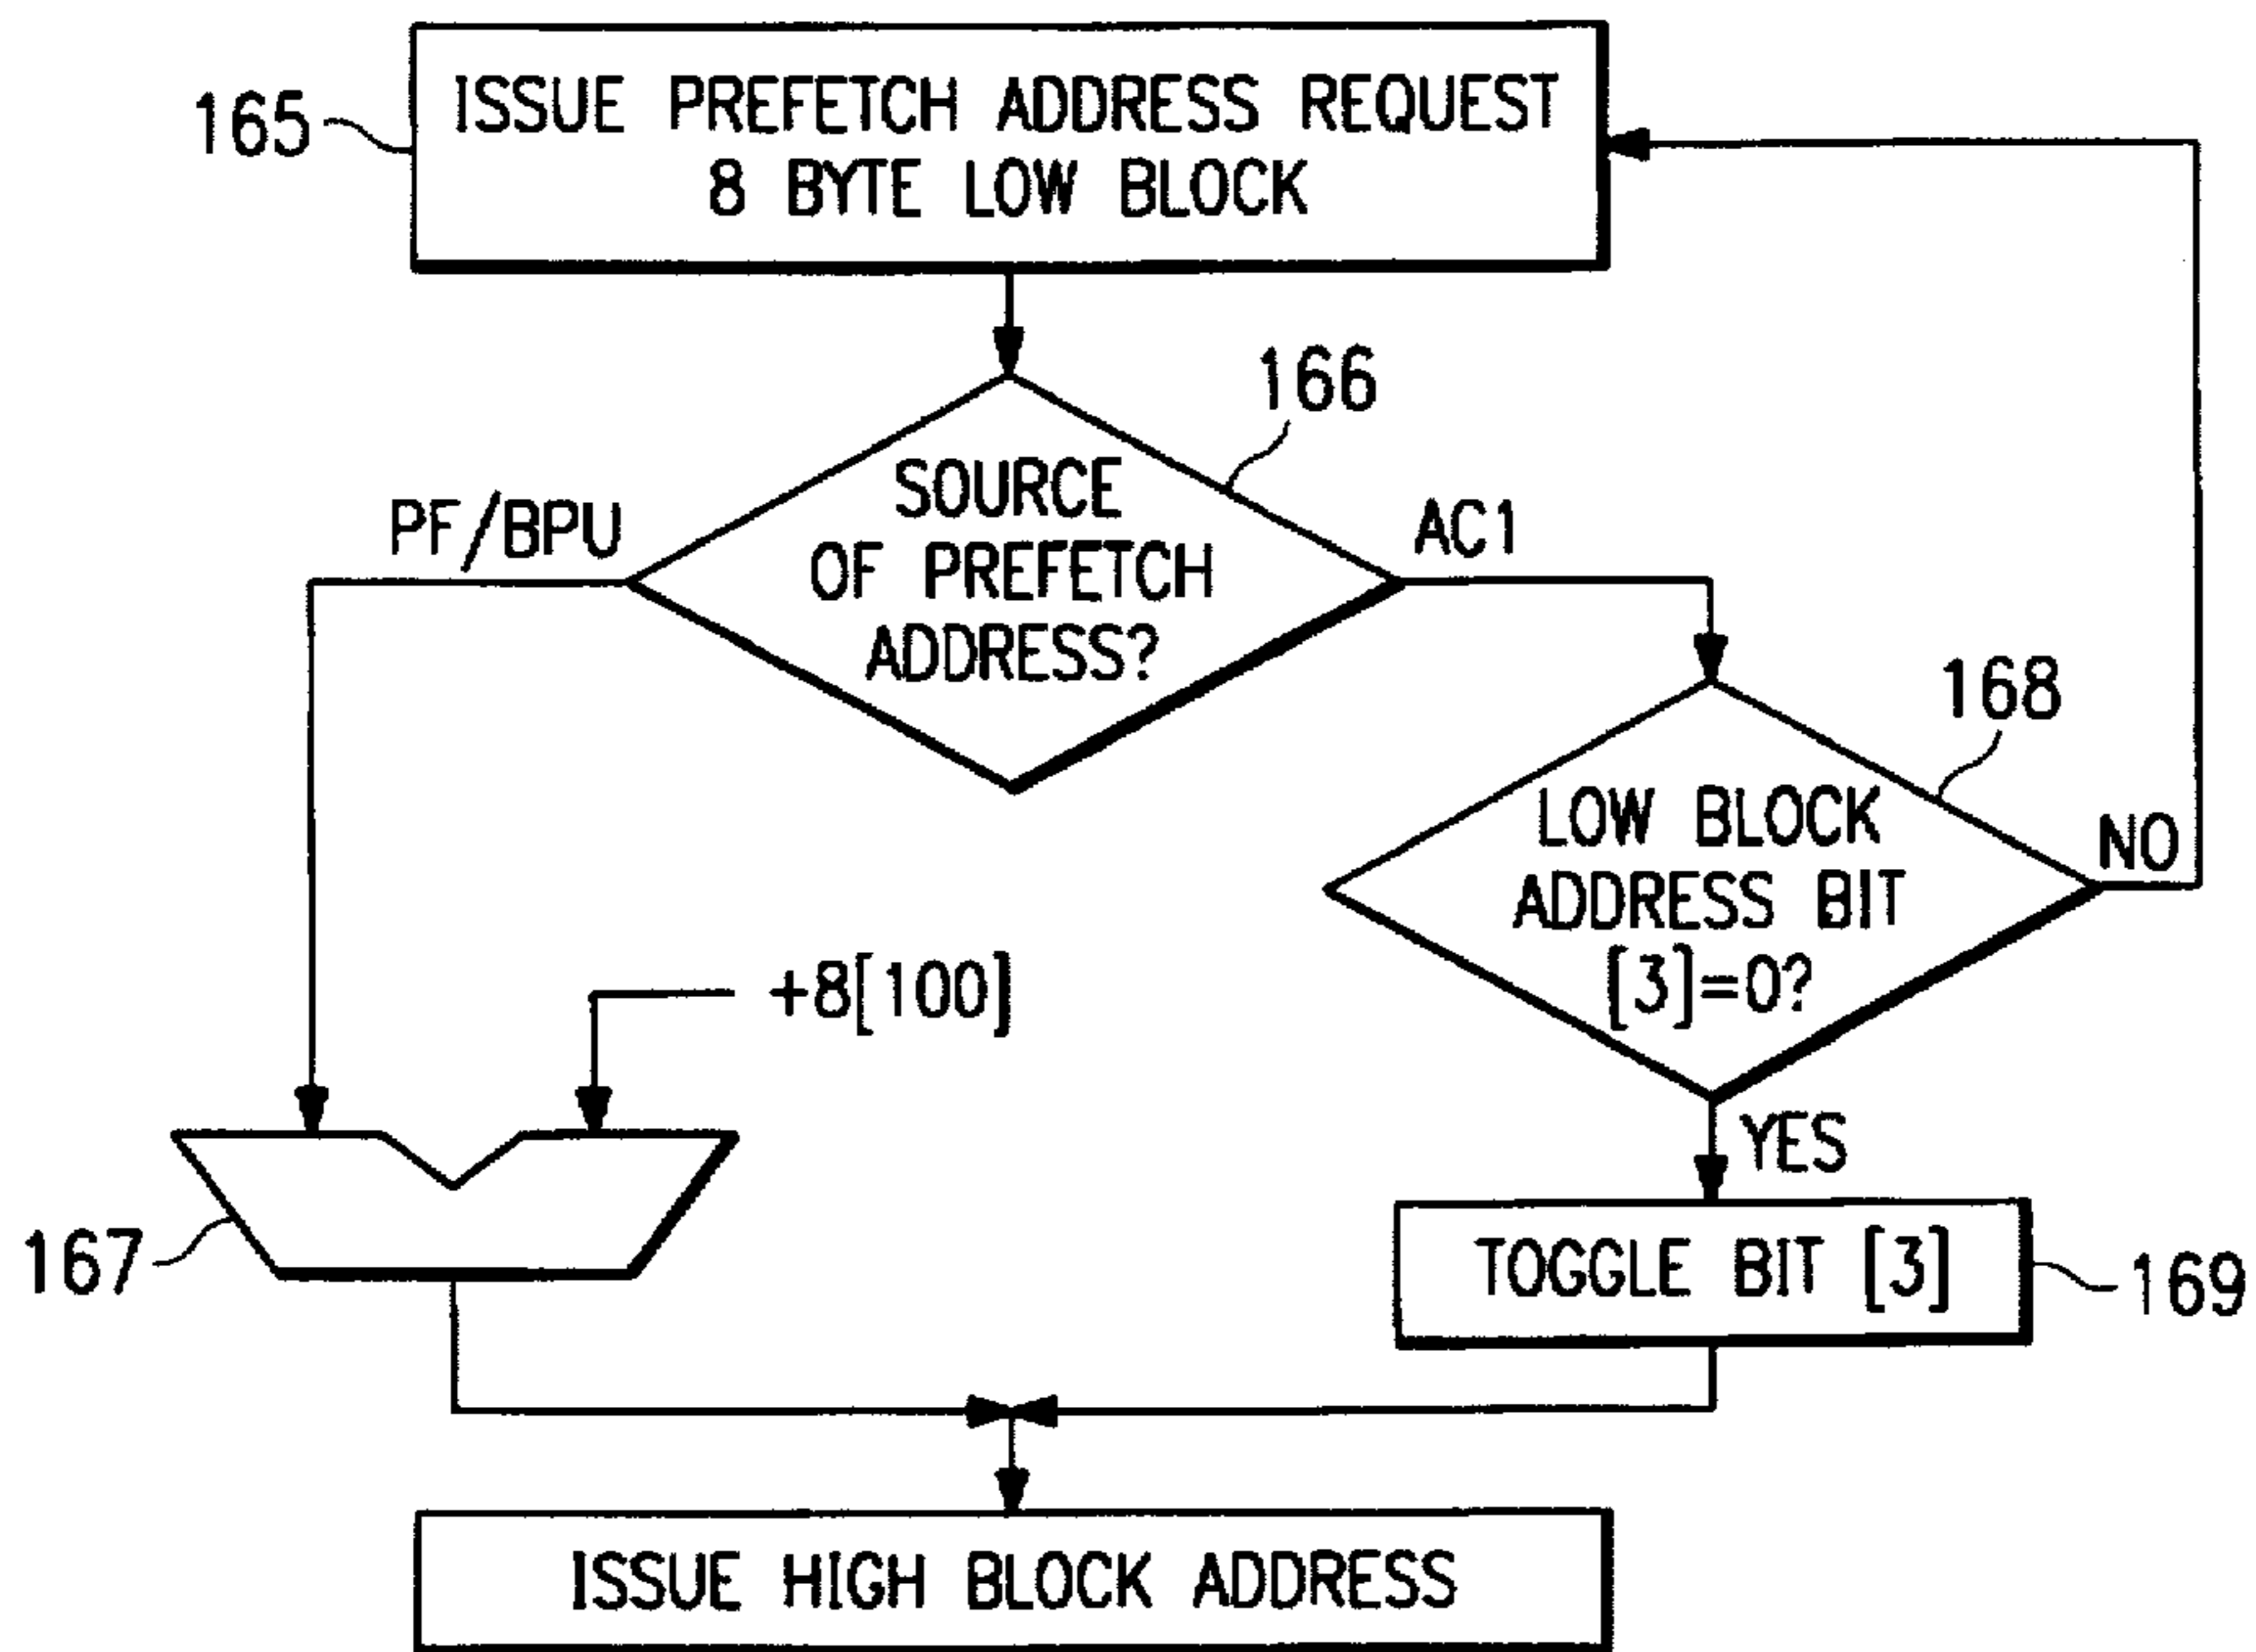 165
ISSUE PREFETCH ADDRESS REQUEST
8 BYTE LOW BLOCK
166
SOURCE
OF PREFETCH
ADDRESS?
PF/BPU
AC1
168
LOW BLOCK
ADDRESS BIT
[3]=0?
NO
+8[100]
YES
167
TOGGLE BIT [3]
169
ISSUE HIGH BLOCK ADDRESS